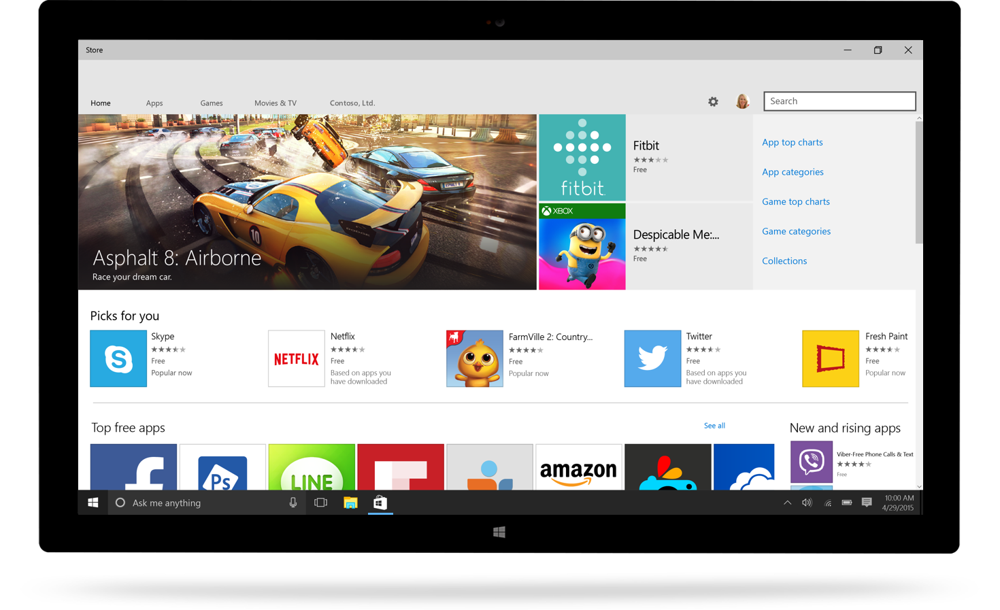 Store
Home
Apps
Games
Movies & TV
Contoso, Ltd.
Search
Asphalt 8: Airborne
Race your dream car.
10
fitbit
Fitbit
Free
XBOX
Despicable Me:...
Free
App top charts
App categories
Game top charts
Game categories
Collections
Picks for you
S
Skype
Free
Popular now
NETFLIX
Netflix
Free
Based on apps you
have downloaded
FarmVille 2: Country...
Free
Popular now
Twitter
Free
Based on apps you
have downloaded
Fresh Paint
Free
Popular now
Top free apps
See all
f
Ps
LINE
amazon
New and rising apps
Viber-Free Phone Calls & Text
Free
Ask me anything
10:00 AM
4/29/2015